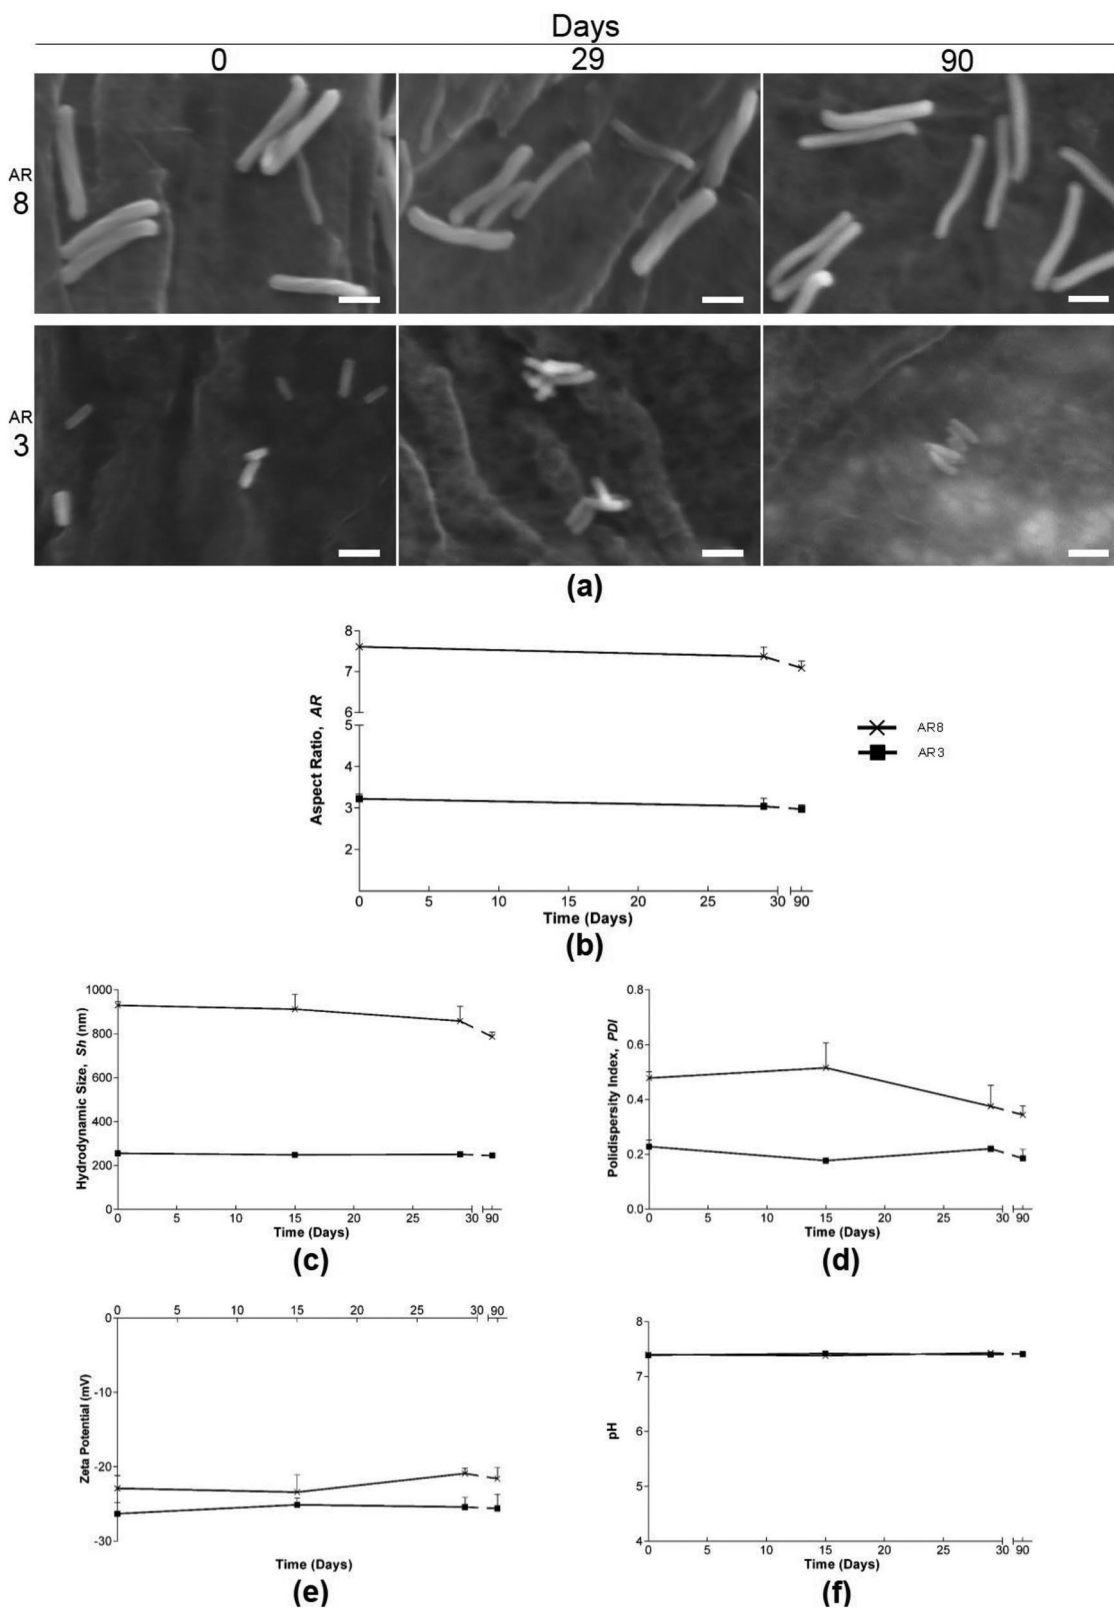 Days
0 29 90
AR
8
AR
3
(a)
8
7
6
5
4
3
2
Aspect Ratio, AR
0 5 10 15 20 25 30 90
Time (Days)
AR8
AR3
(b)
1000
800
600
400
200
0
Hydrodynamic Size, Sh (nm)
0 5 10 15 20 25 30 90
Time (Days)
(c)
0.8
0.6
0.4
0.2
0.0
Polidispersity Index, PDI
0 5 10 15 20 25 30 90
Time (Days)
(d)
0 5 10 15 20 25 30 90
0
-10
-20
-30
Zeta Potential (mV)
Time (Days)
(e)
8
7
6
5
4
pH
0 5 10 15 20 25 30 90
Time (Days)
(f)